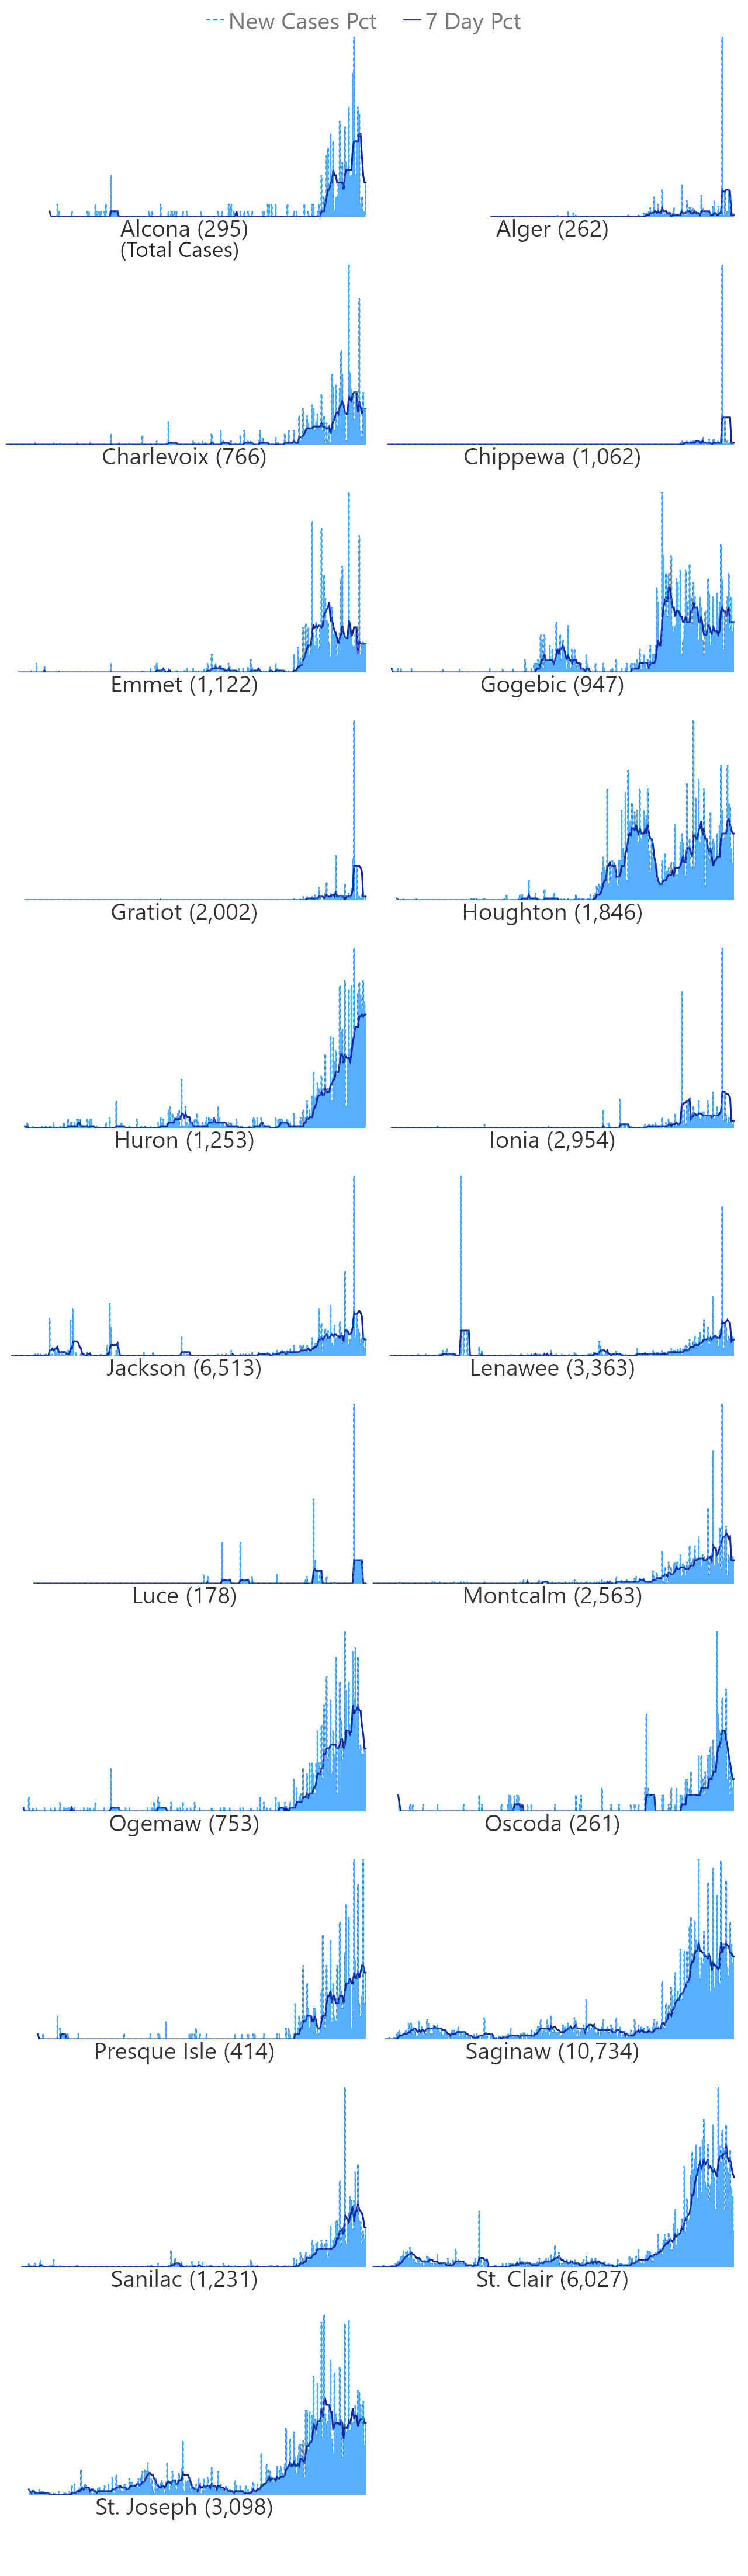 New Cases Pct 7 Day Pct
Alcona (295) Alger (262)
(Total Cases)
Charlevoix (766) Chippewa (1,062)
Emmet (1,122) Gogebic (947)
Gratiot (2,002) Houghton (1,846)
Huron (1,253) Ionia (2,954)
Jackson (6,513) Lenawee (3,363)
Luce (178) Montcalm (2,563)
Ogemaw (753) Oscoda (261)
Presque Isle (414) Saginaw (10,734)
Sanilac (1,231) St. Clair (6,027)
St. Joseph (3,098)